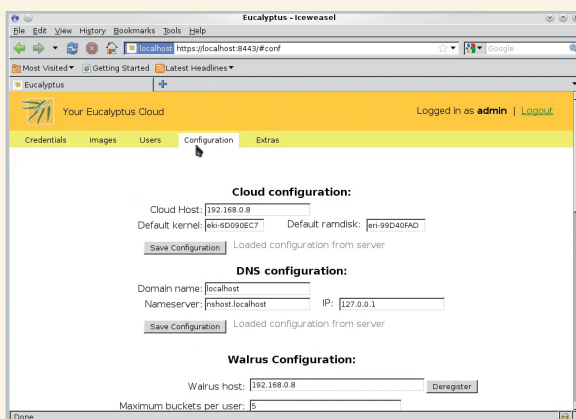 Eucalyptus - Iceweasel
File Edit View History Bookmarks Tools Help
localhost https://localhost:8443/#conf Google
Most Visited Getting Started Latest Headlines
Eucalyptus
Your Eucalyptus Cloud Logged in as admin | Logout
Credentials Images Users Configuration Extras
Cloud configuration:
Cloud Host: 192.168.0.8
Default kernel: eki-6D090EC7 Default ramdisk: eri-99D40FAD
Save Configuration Loaded configuration from server
DNS configuration:
Domain name: localhost
Nameserver: nshost.localhost IP: 127.0.0.1
Save Configuration Loaded configuration from server
Walrus Configuration:
Walrus host: 192.168.0.8 Deregister
Maximum buckets per user: 5
Done